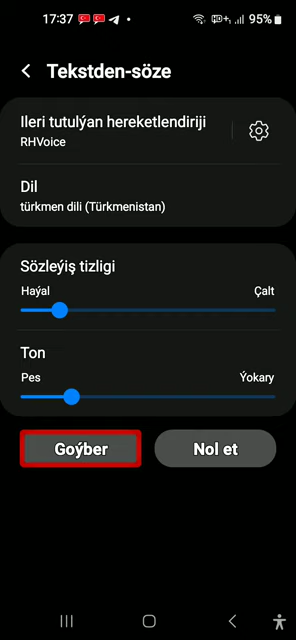 17:37 95%
Tekstden-söze
Ileri tutulýan hereketlendiriji
RHVoice
Dil
türkmen dili (Türkmenistan)
Sözleýiş tizligi
Haýal Çalt
Ton
Pes Ýokary
Goýber Nol et